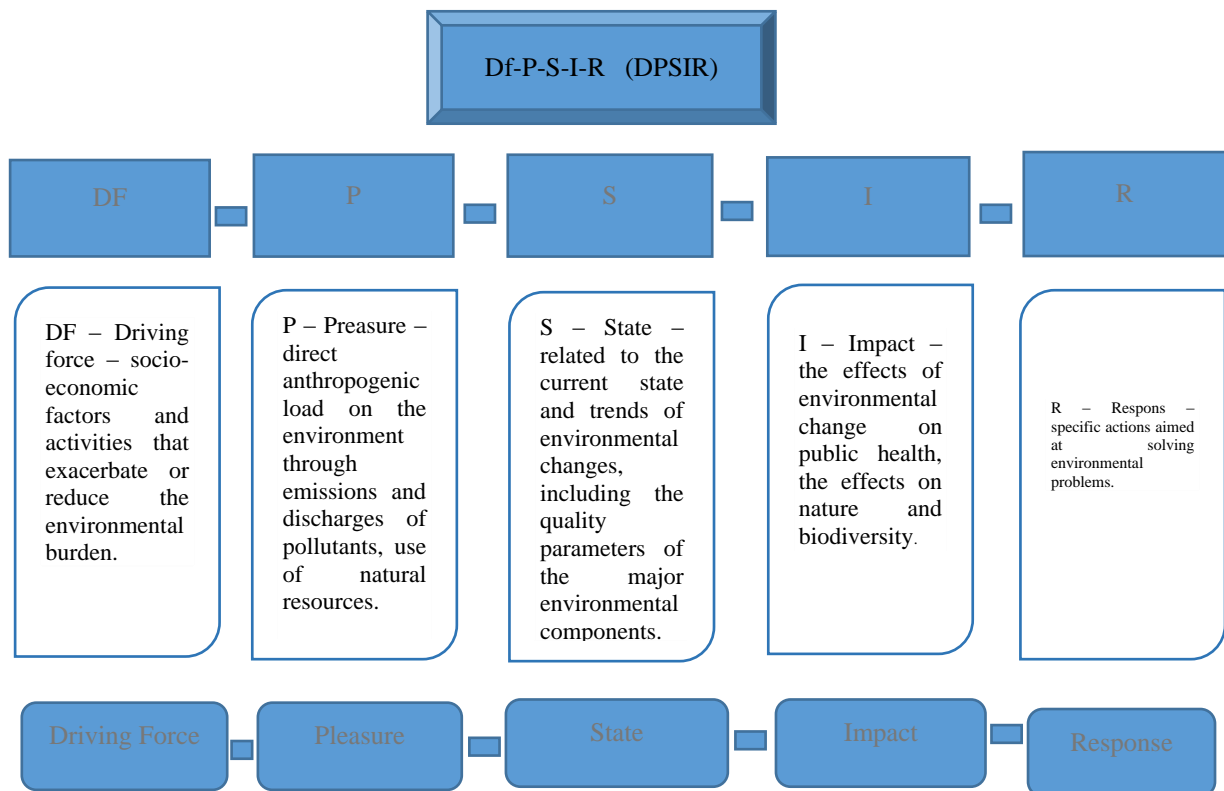 Df-P-S-I-R (DPSIR)
DF
P
S
I
R
DF – Driving
force – socio-
economic
factors and
activities that
exacerbate or
reduce the
environmental
burden.
P – Preasure –
direct
anthropogenic
load on the
environment
through
emissions and
discharges of
pollutants, use
of natural
resources.
S – State –
related to the
current state
and trends of
environmental
changes,
including the
quality
parameters of
the major
environmental
components.
I – Impact –
the effects of
environmental
change on
public health,
the effects on
nature and
biodiversity.
R – Respons –
specific actions aimed
at solving
environmental
problems.
Driving Force
Pleasure
State
Impact
Response